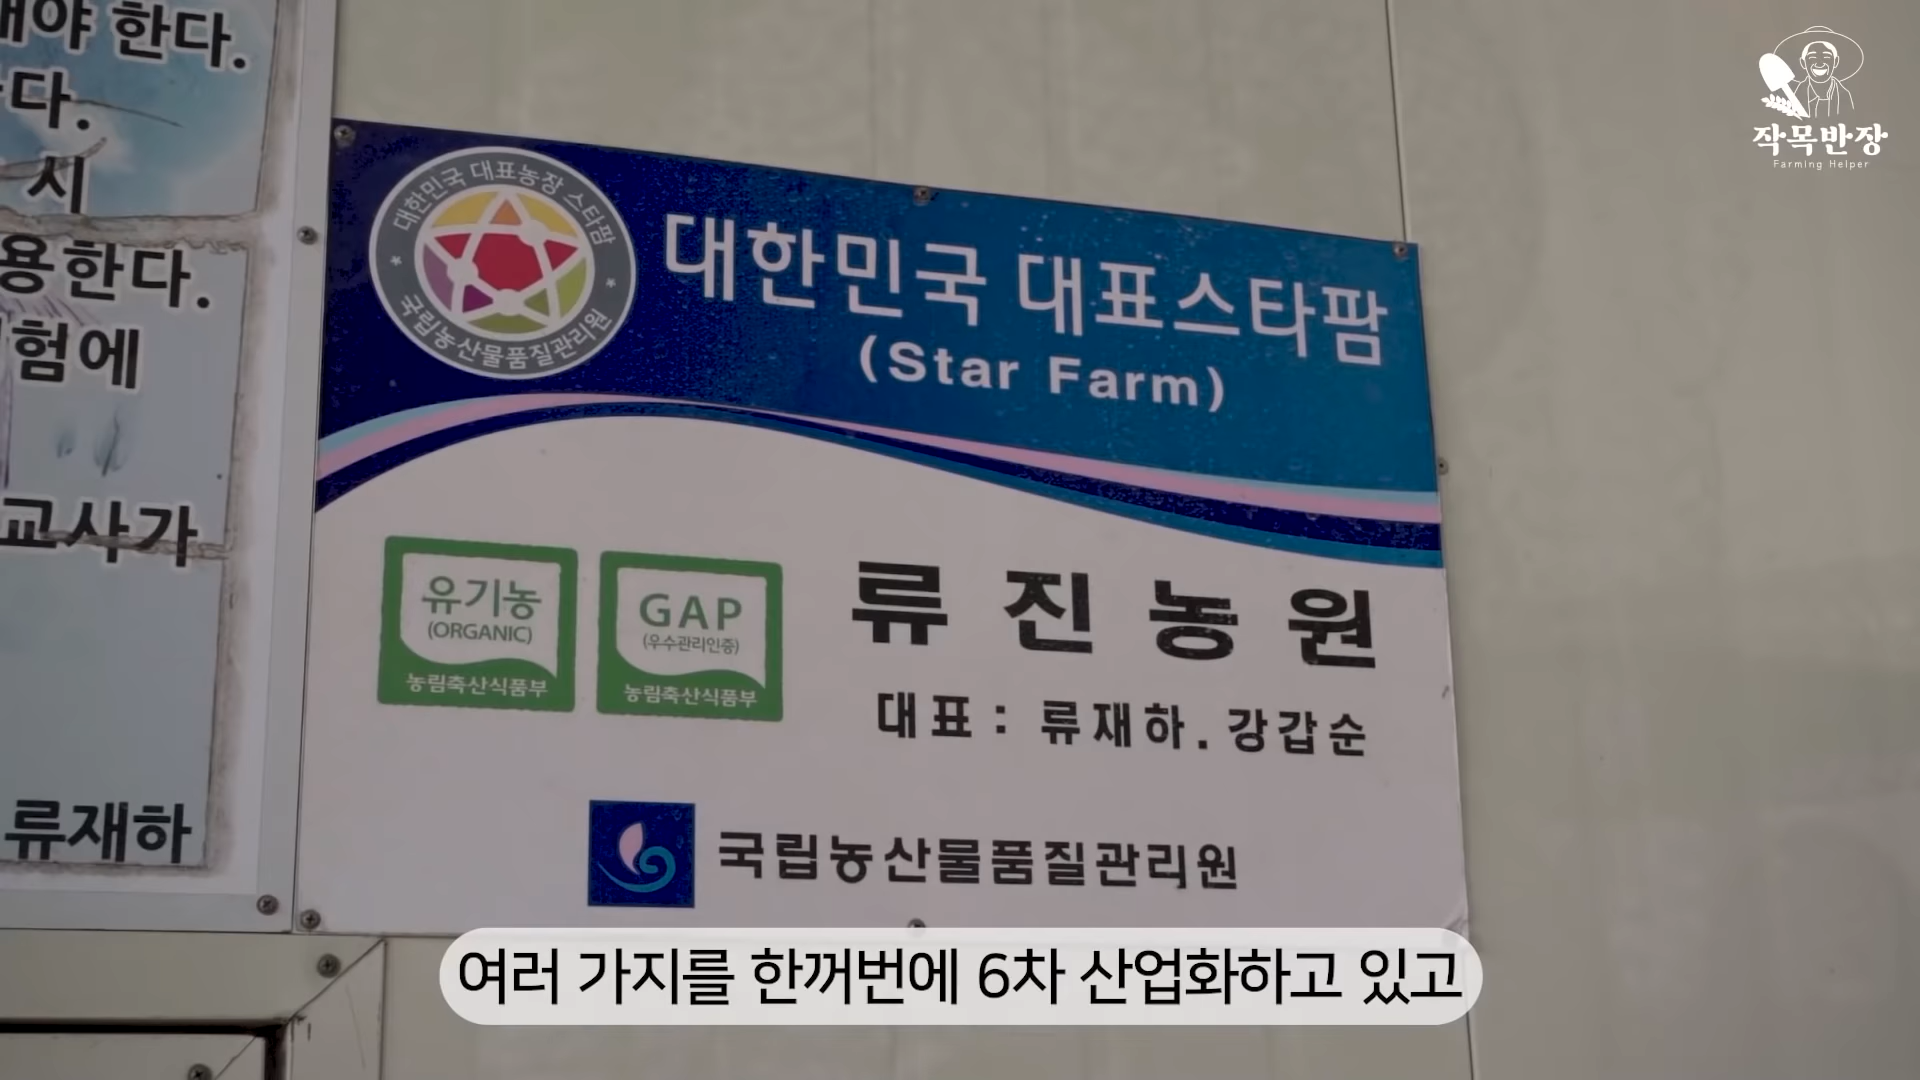 해야 한다.
다.
시
용한다.
험에
교사가
류재하
대한민국 대표농장 스타팜
국립농산물품질관리원
대한민국 대표스타팜
(Star Farm)
유기농
(ORGANIC)
농림축산식품부
GAP
(우수관리인증)
농림축산식품부
류진농원
대표 : 류재하. 강갑순
국립농산물품질관리원
작목반장
Farming Helper
여러 가지를 한꺼번에 6차 산업화하고 있고